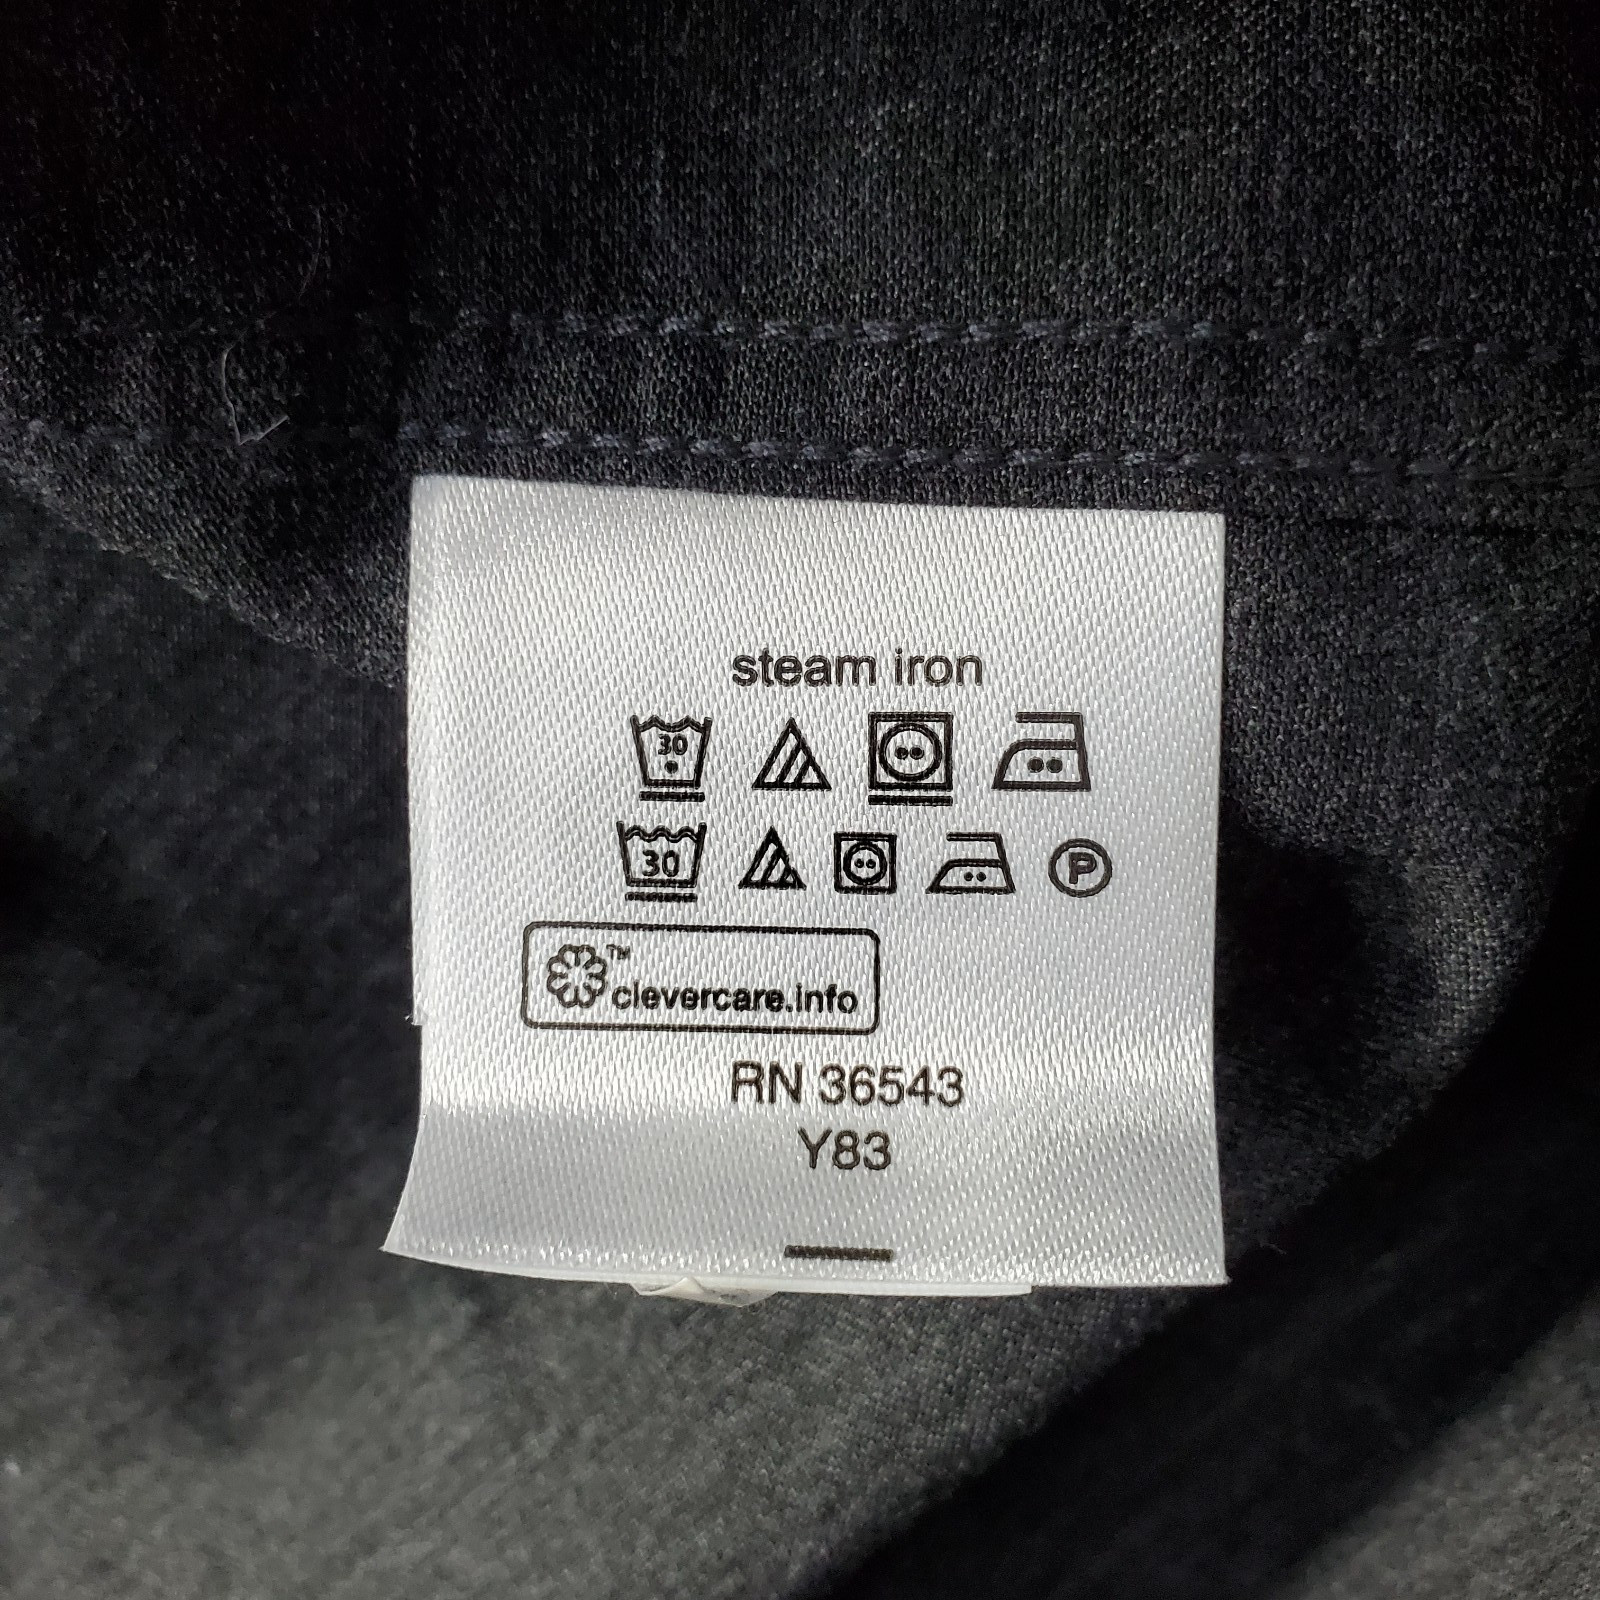 steam iron
30
30 P
TM
clevercare.info
RN 36543
Y83